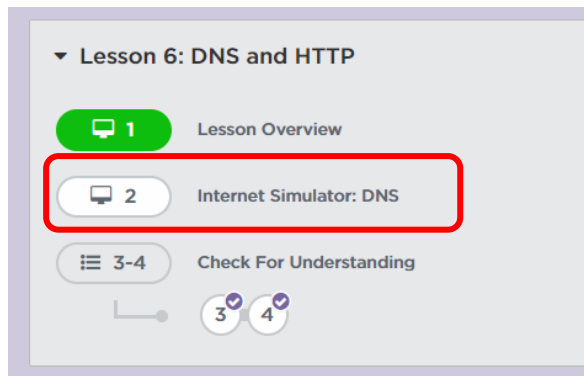 Lesson 6: DNS and HTTP
1 Lesson Overview
2 Internet Simulator: DNS
3-4 Check For Understanding
3 4